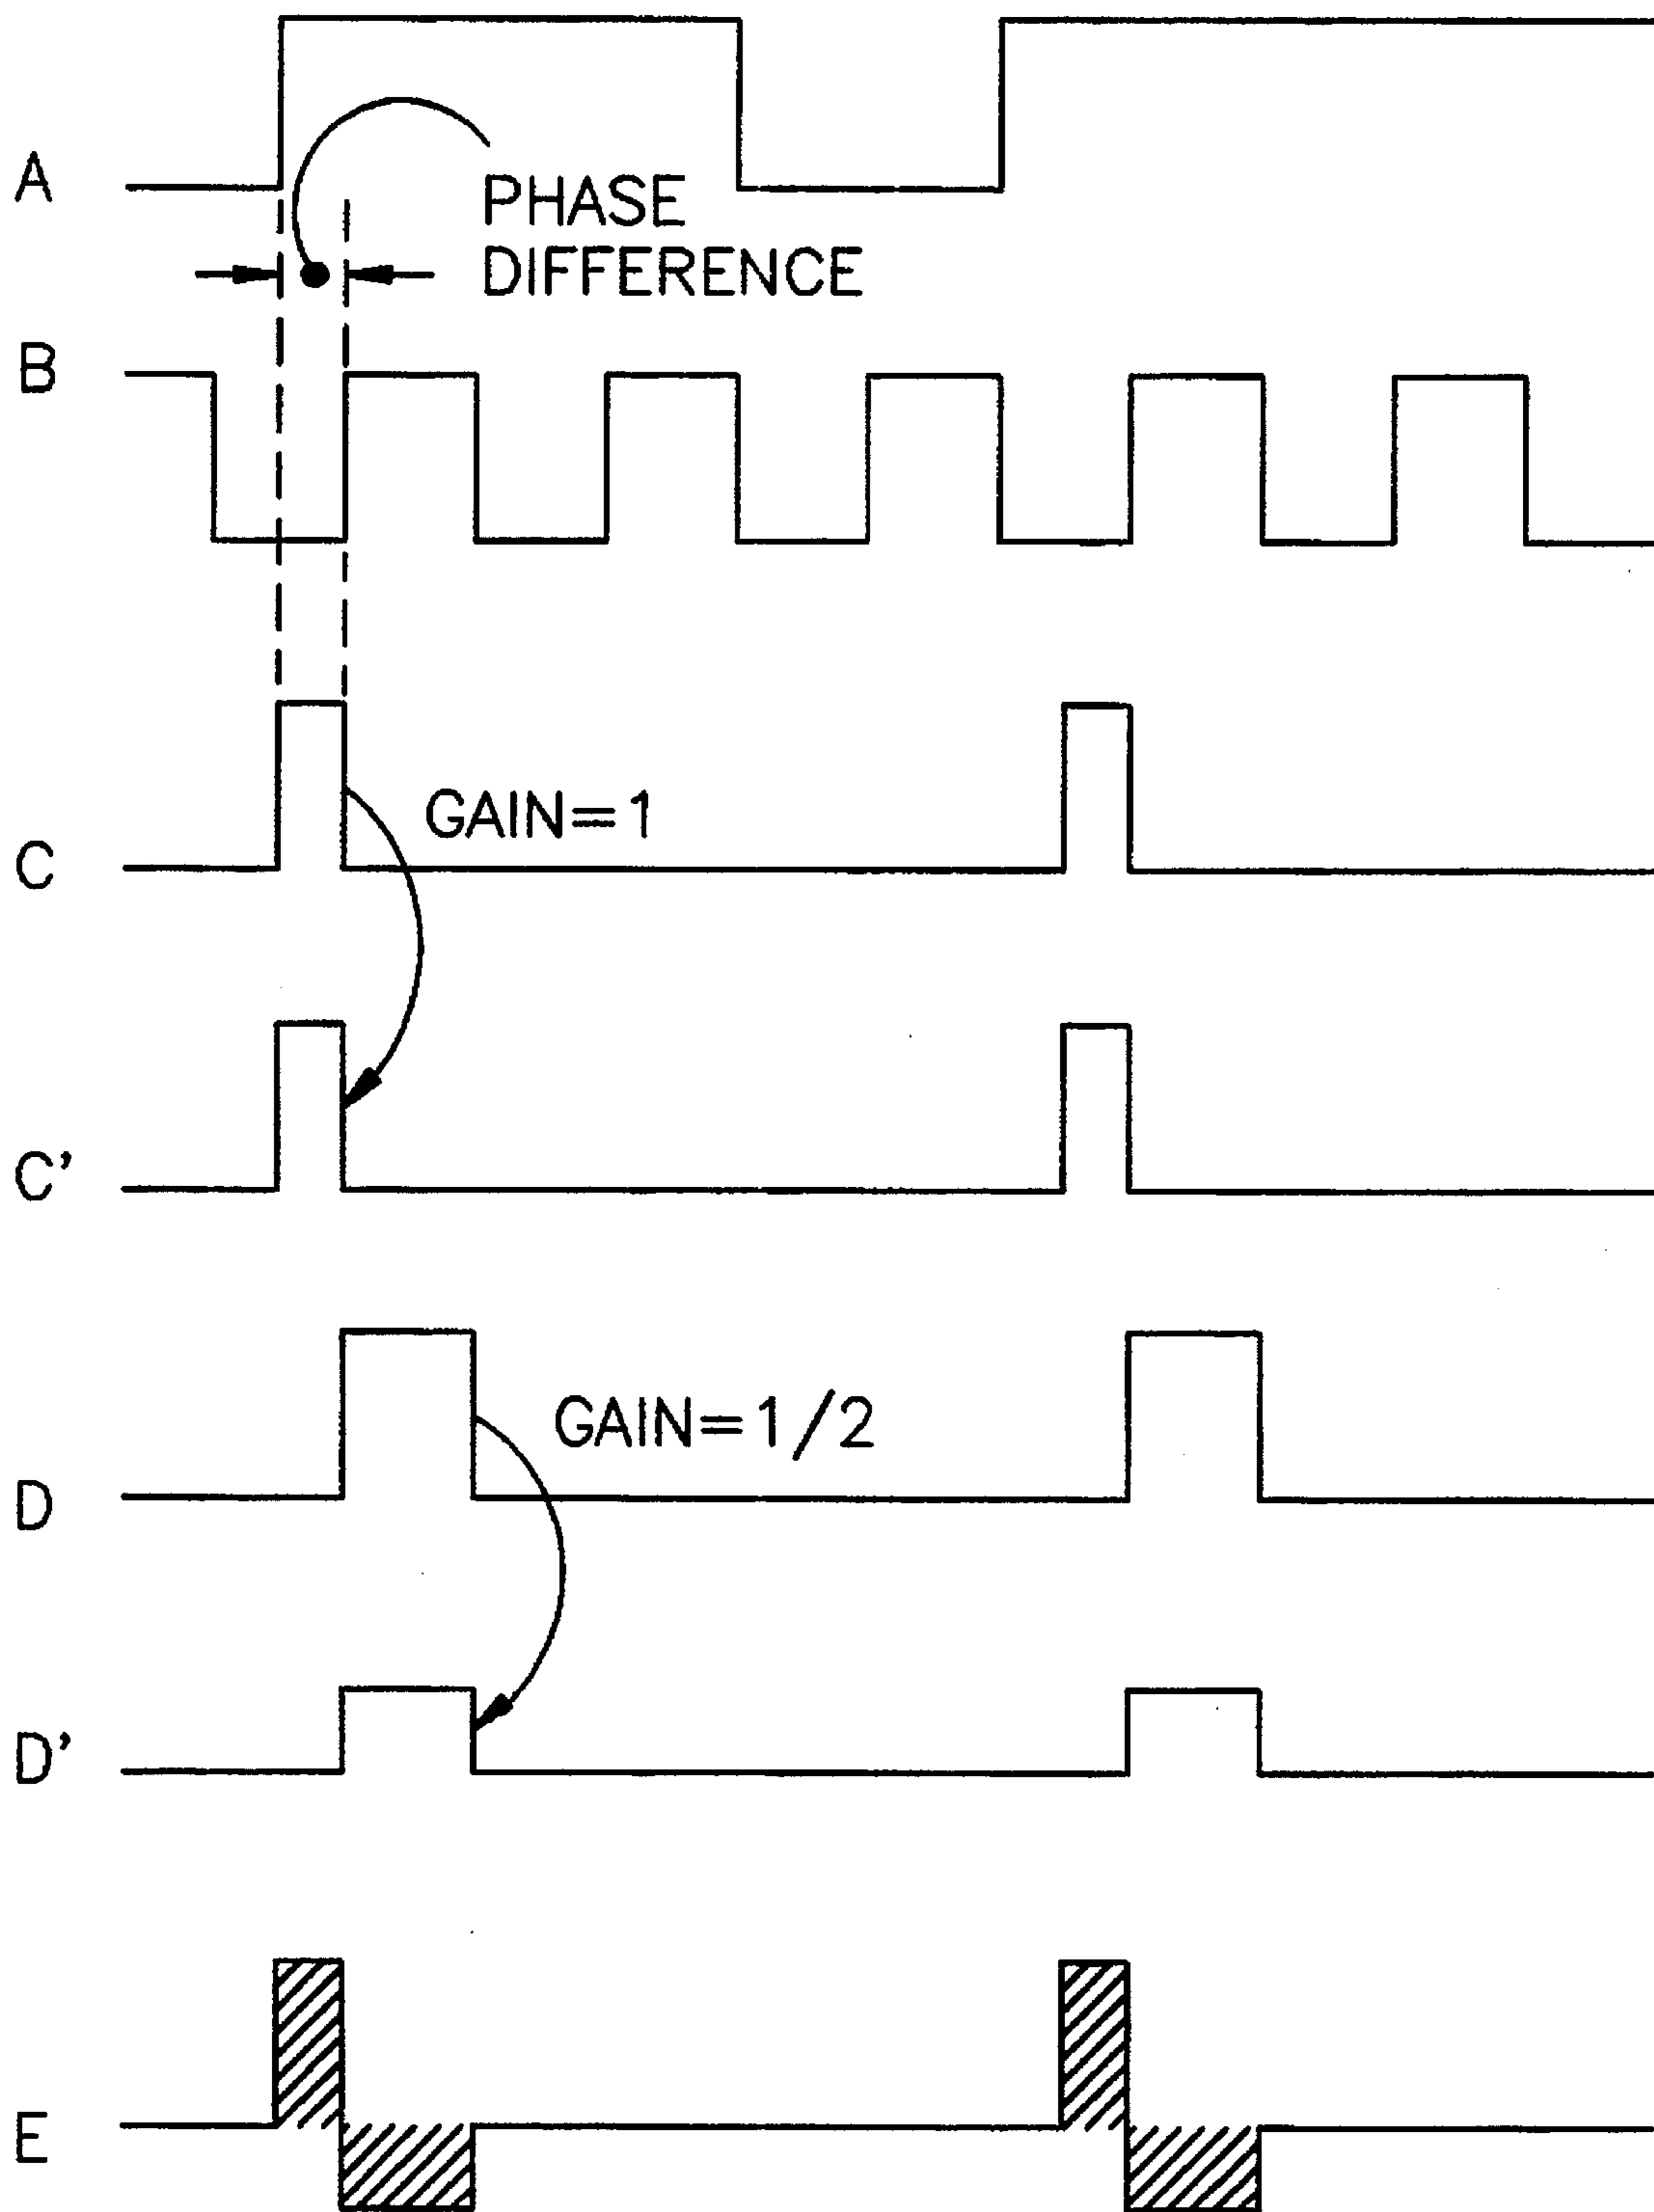 A
PHASE
DIFFERENCE
B
GAIN=1
C
C'
GAIN=1/2
D
D'
E